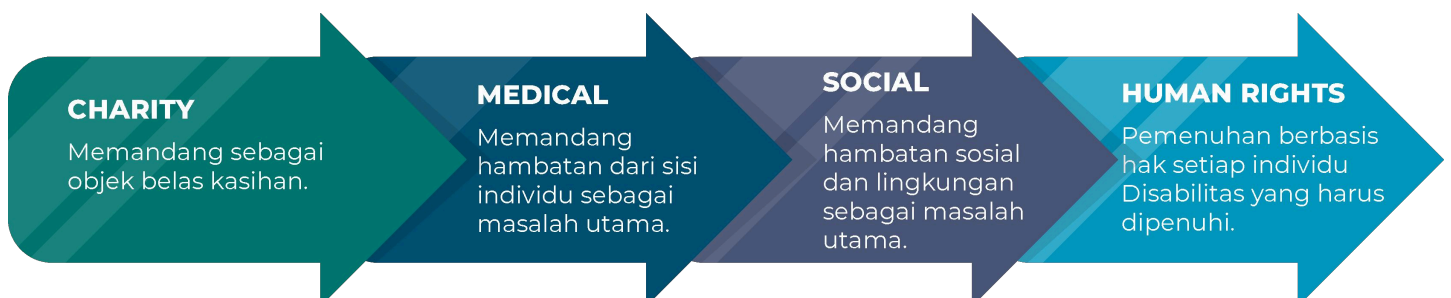 CHARITY
Memandang sebagai
objek belas kasihan.
MEDICAL
Memandang
hambatan dari sisi
individu sebagai
masalah utama.
SOCIAL
Memandang
hambatan sosial
dan lingkungan
sebagai masalah
utama.
HUMAN RIGHTS
Pemenuhan berbasis
hak setiap individu
Disabilitas yang harus
dipenuhi.